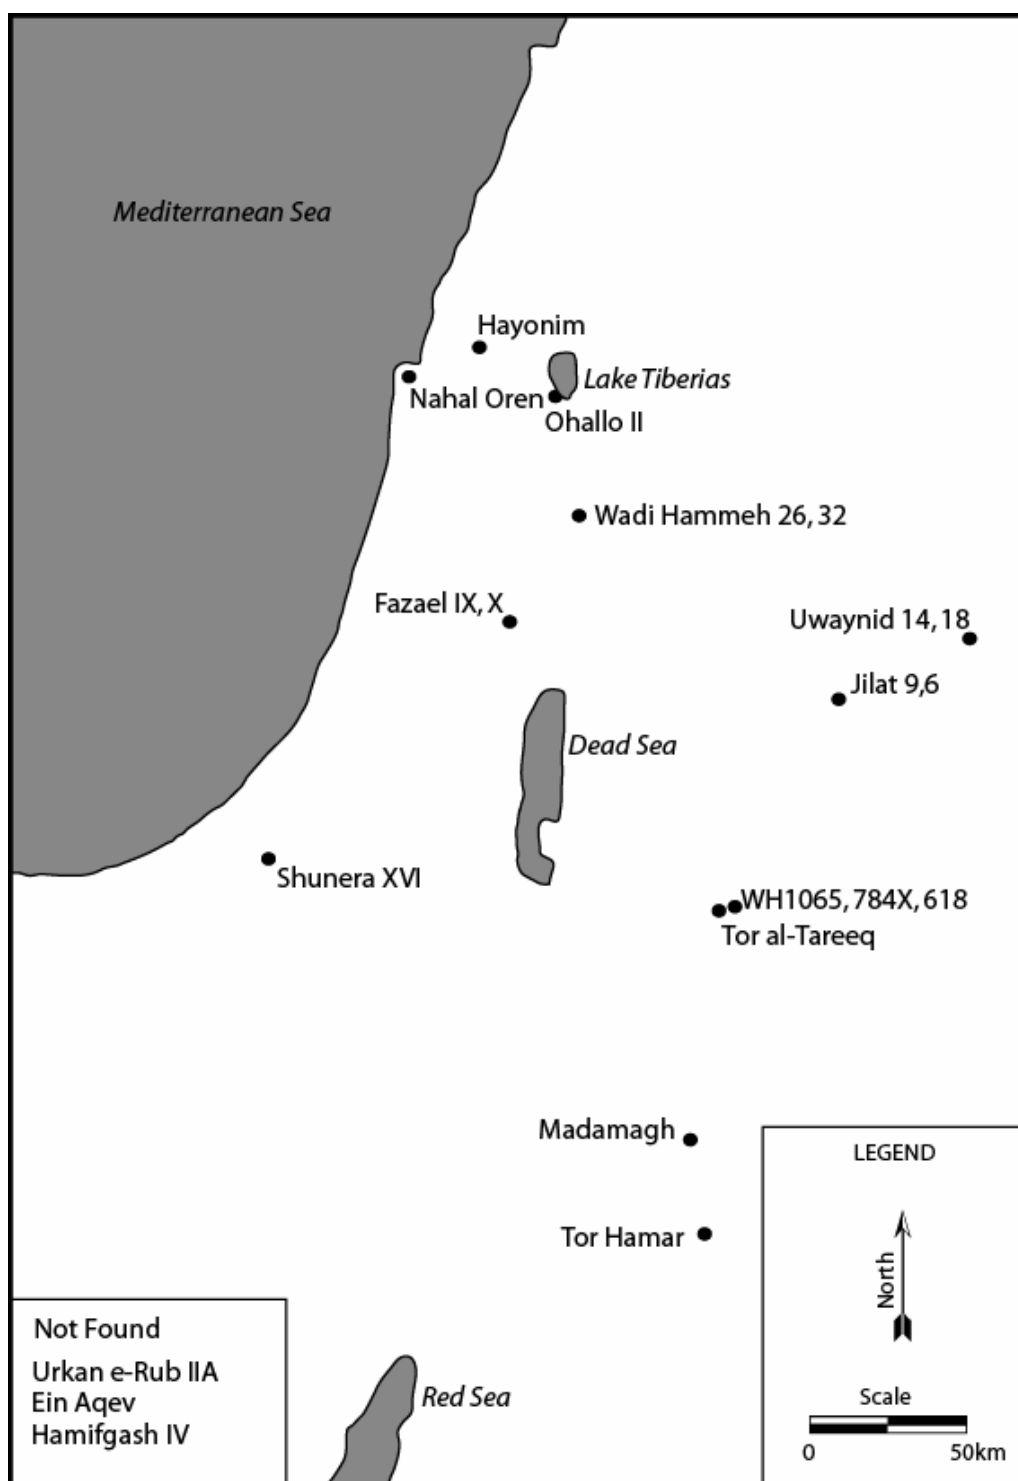 Mediterranean Sea
Hayonim
Lake Tiberias
Nahal Oren
Ohallo II
Wadi Hammeh 26, 32
Fazael IX, X
Uwaynid 14, 18
Jilat 9,6
Dead Sea
Shunera XVI
WH1065, 784X, 618
Tor al-Tareeq
Madamagh
Tor Hamar
Red Sea
Not Found
Urkan e-Rub IIA
Ein Aqev
Hamifgash IV
LEGEND
North
Scale
0 50km